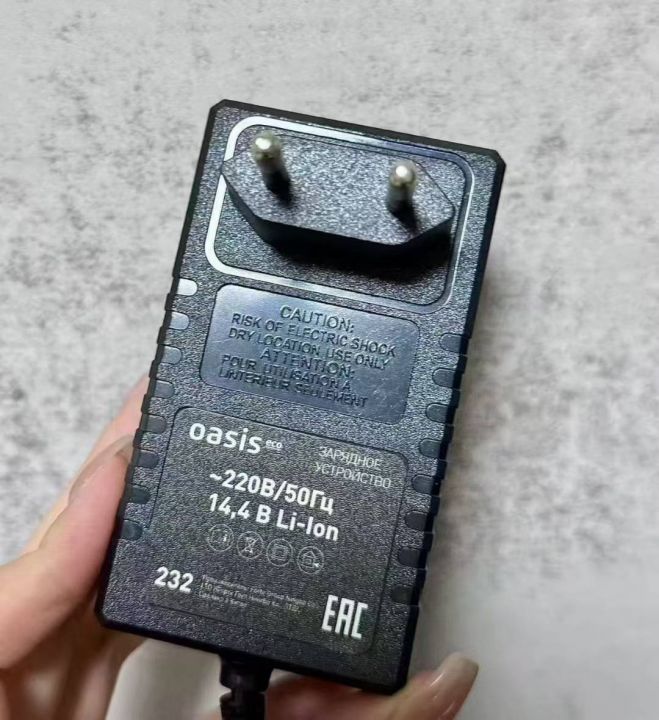 CAUTION:
RISK OF ELECTRIC SHOCK
DRY LOCATION USE ONLY
ATTENTION:
POUR UTILISATION A
L'INTERIEUR SEULEMENT
oasis eco
ЗАРЯДНОЕ
УСТРОЙСТВО
~220В/50Гц
14,4 В Li-Ion
232
EAC